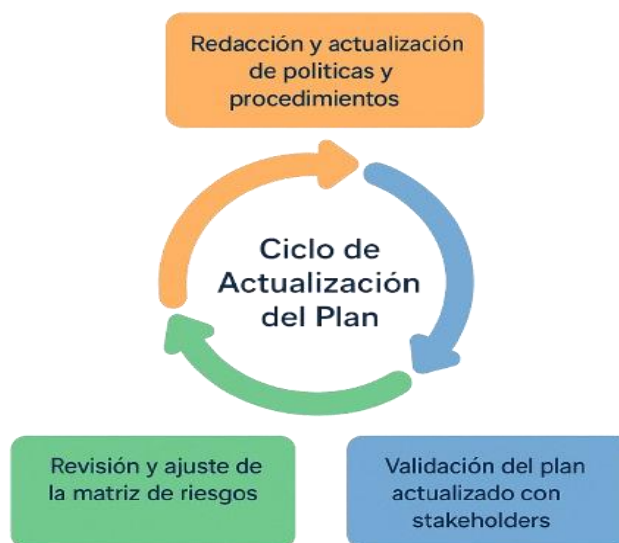 Redacción y actualización
de politicas y
procedimientos
Ciclo de
Actualización
del Plan
Revisión y ajuste de
la matriz de riesgos
Validación del plan
actualizado con
stakeholders